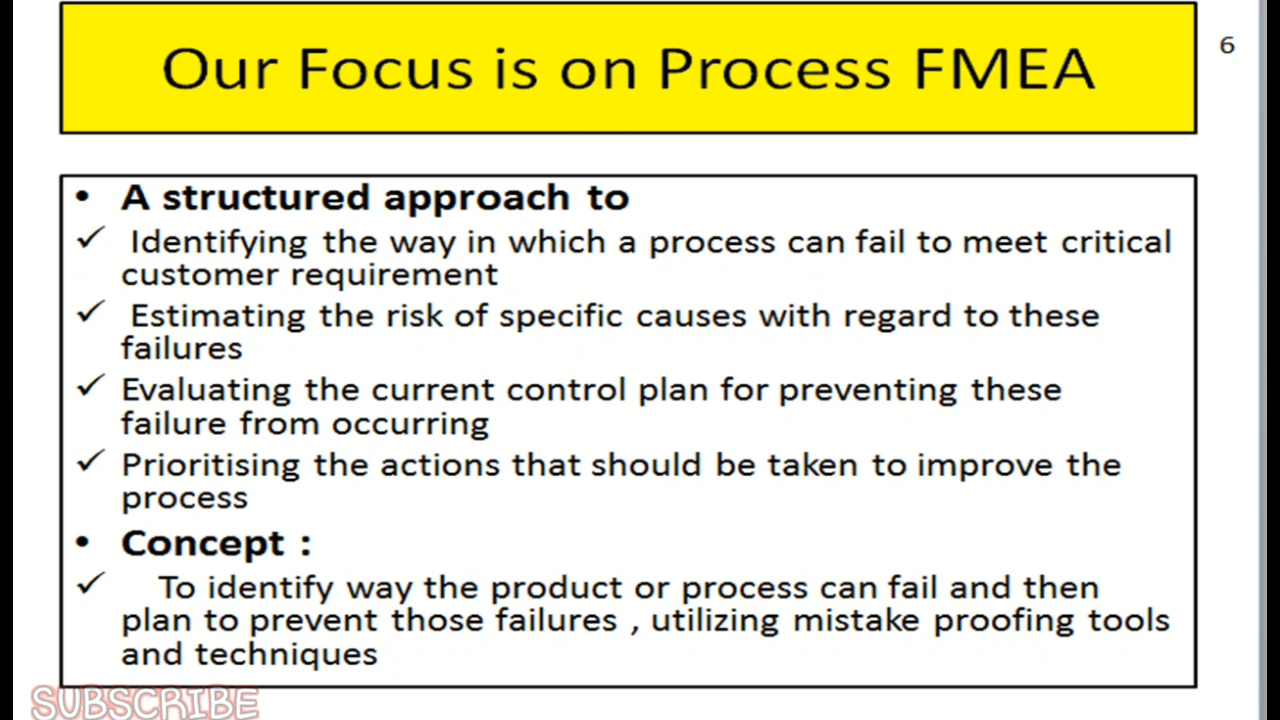 Our Focus is on Process FMEA
6
• A structured approach to
✓ Identifying the way in which a process can fail to meet critical
customer requirement
✓ Estimating the risk of specific causes with regard to these
failures
✓ Evaluating the current control plan for preventing these
failure from occurring
✓ Prioritising the actions that should be taken to improve the
process
• Concept :
✓ To identify way the product or process can fail and then
plan to prevent those failures , utilizing mistake proofing tools
and techniques
SUBSCRIBE